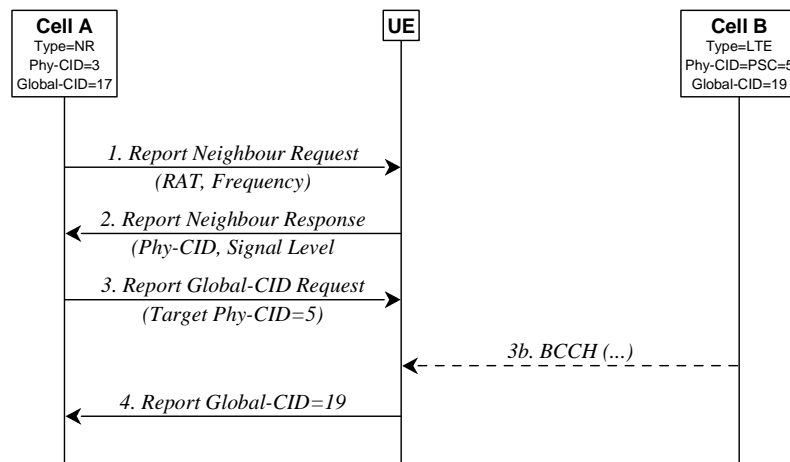 Cell A
Type=NR
Phy-CID=3
Global-CID=17
UE
Cell B
Type=LTE
Phy-CID=PSC=5
Global-CID=19
1. Report Neighbour Request
(RAT, Frequency)
2. Report Neighbour Response
(Phy-CID, Signal Level
3. Report Global-CID Request
(Target Phy-CID=5)
3b. BCCH (...)
4. Report Global-CID=19